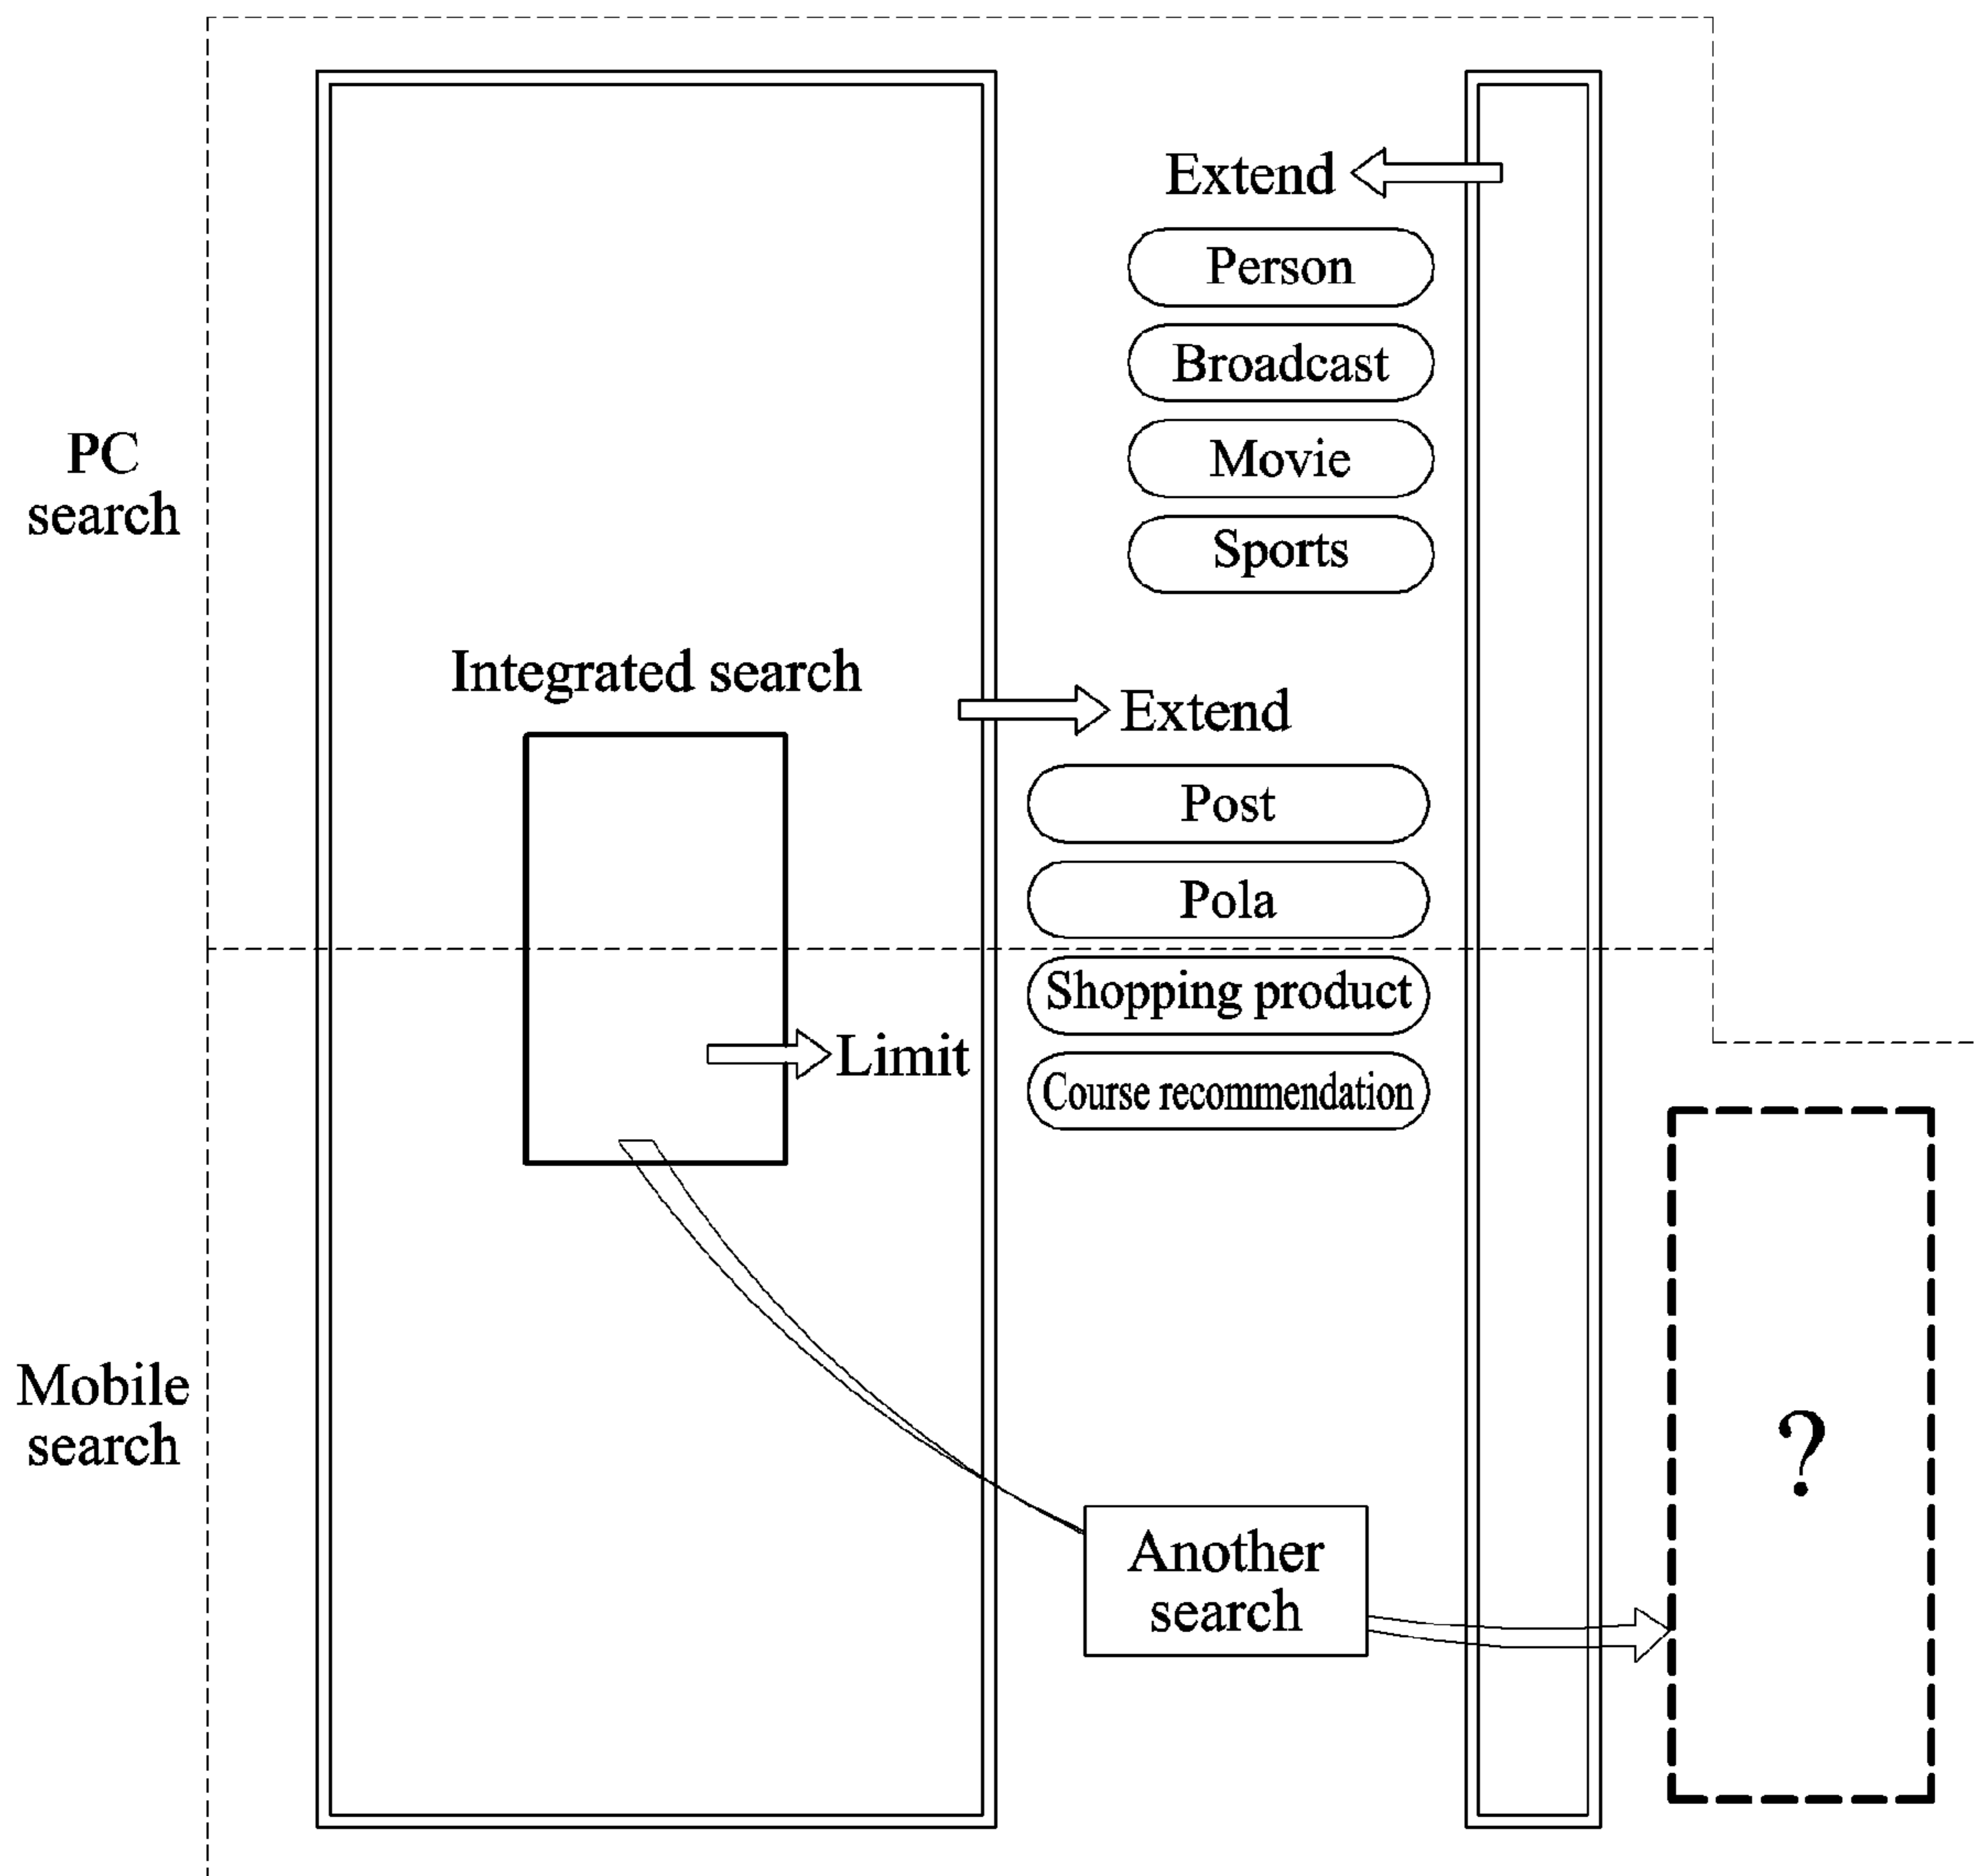 Extend
Person
Broadcast
Movie
Sports
PC
search
Integrated search
Extend
Post
Pola
Shopping product
Limit
Course recommendation
Mobile
search
?
Another
search